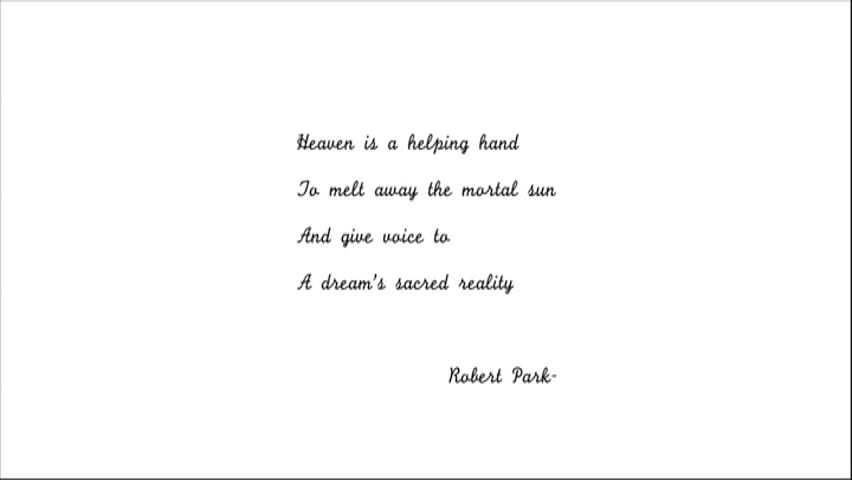 Heaven is a helping hand
To melt away the mortal sun
And give voice to
A dream's sacred reality
Robert Park-